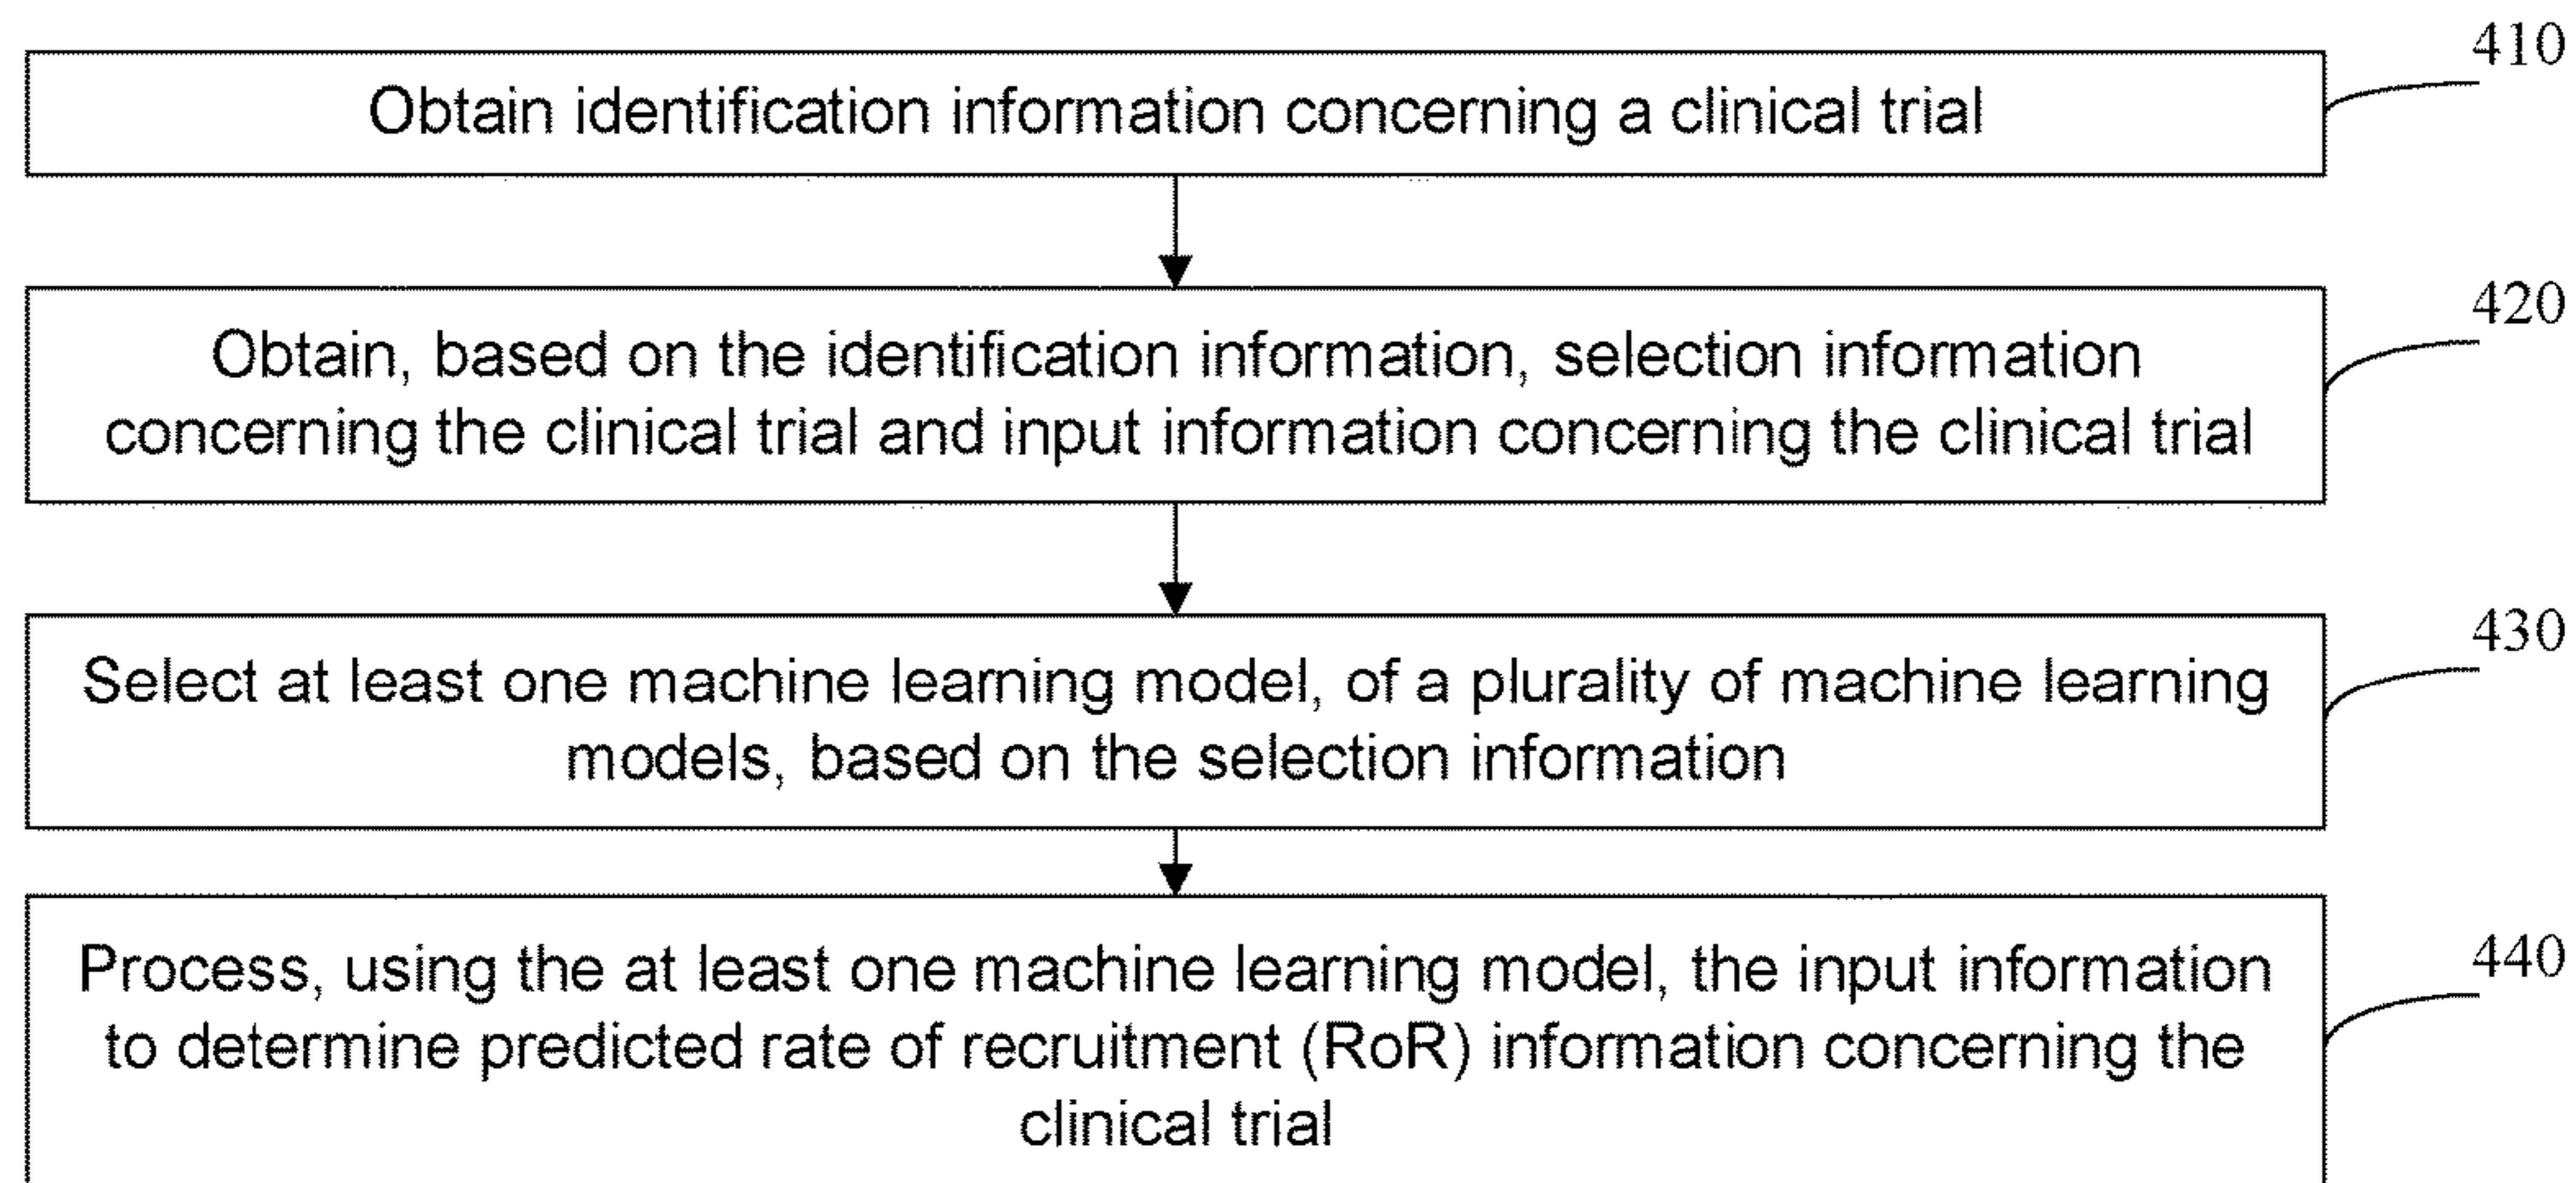 410
Obtain identification information concerning a clinical trial
420
Obtain, based on the identification information, selection information
concerning the clinical trial and input information concerning the clinical trial
430
Select at least one machine learning model, of a plurality of machine learning
models, based on the selection information
440
Process, using the at least one machine learning model, the input information
to determine predicted rate of recruitment (RoR) information concerning the
clinical trial